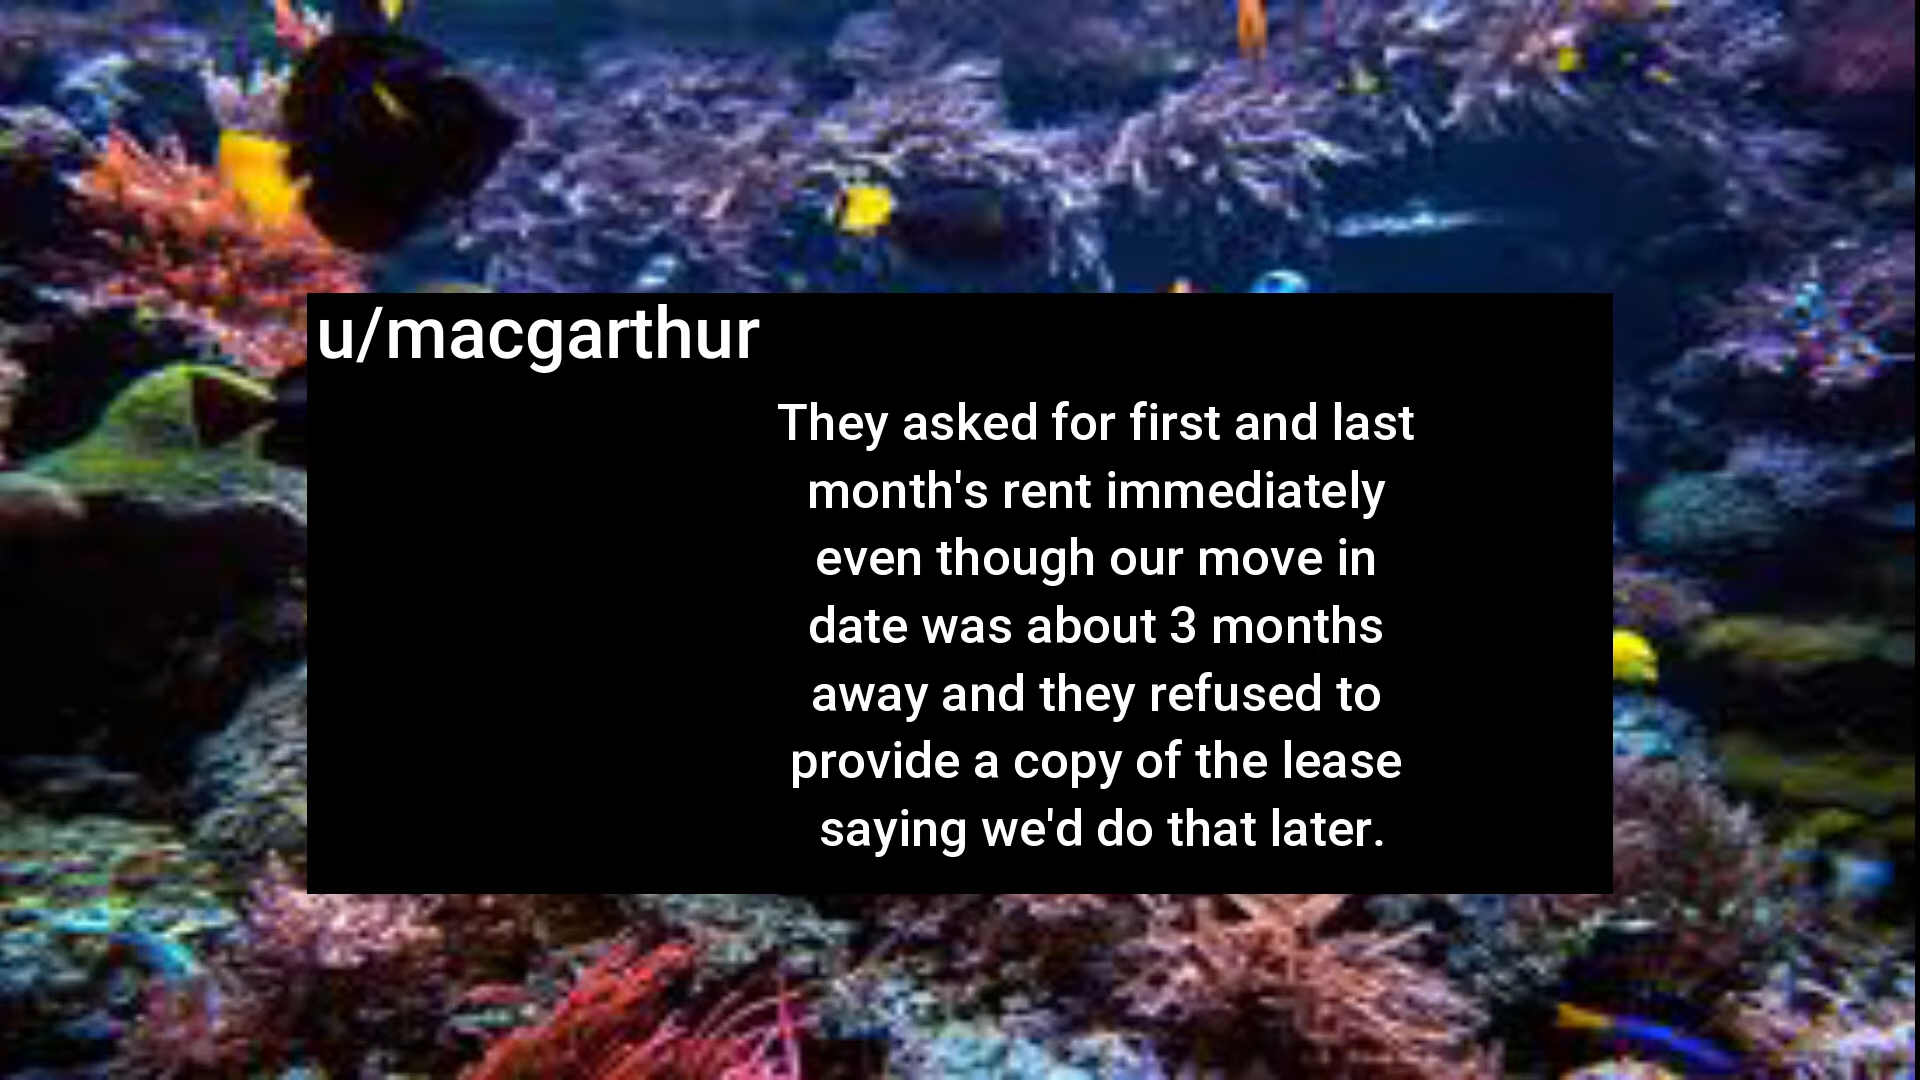 u/macgarthur
They asked for first and last
month's rent immediately
even though our move in
date was about 3 months
away and they refused to
provide a copy of the lease
saying we'd do that later.